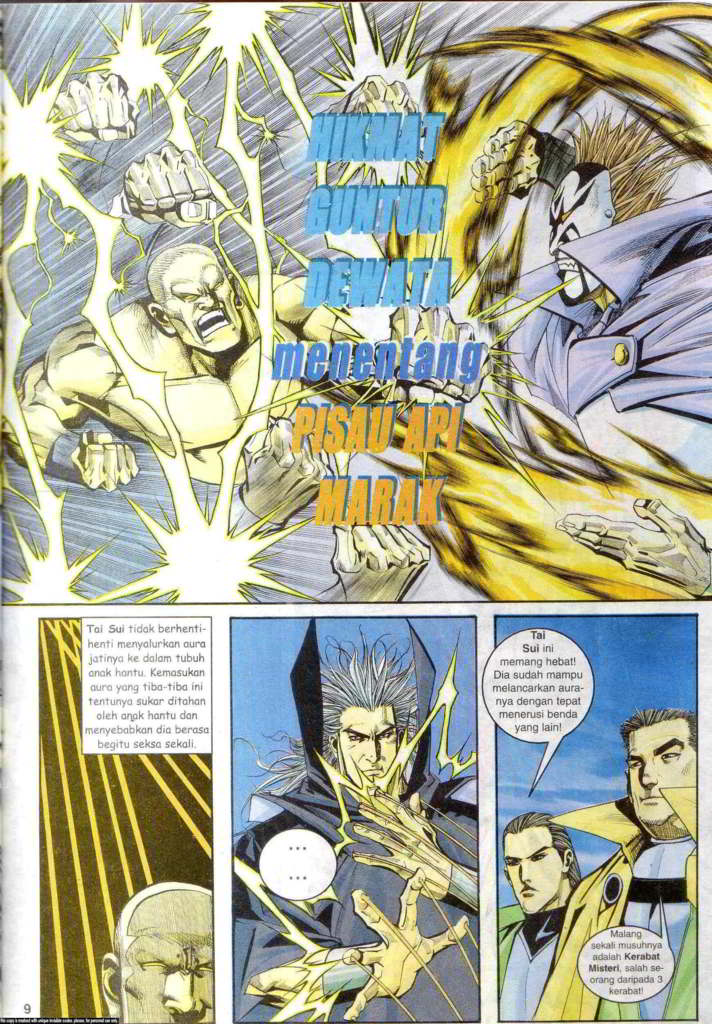 HIKMAT
GUNTUR
DEWATA
menentang
PISAU API
MARAK
Tai Sui tidak berhenti-
henti menyalurkan aura
jatinya ke dalam tubuh
anak hantu. Kemasukan
aura yang tiba-tiba ini
tentunya sukar ditahan
oleh anak hantu dan
menyebabkan dia berasa
begitu seksa sekali.
...
...
Tai
Sui ini
memang hebat!
Dia sudah mampu
melancarkan aura-
nya dengan tepat
menerusi benda
yang lain!
Malang
sekali musuhnya
adalah Kerabat
Misteri, salah se-
orang daripada 3
kerabat!
9